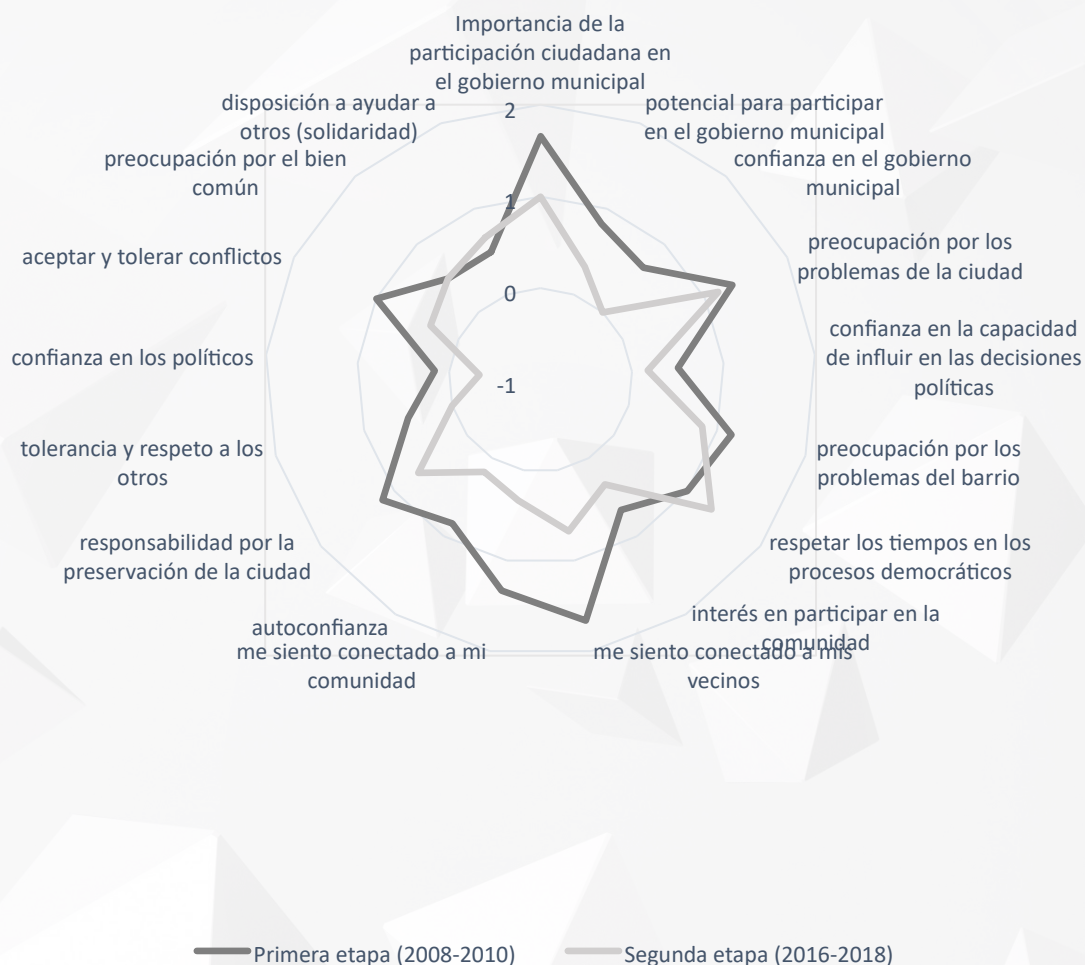 Importancia de la
participación ciudadana en
el gobierno municipal
potencial para participar
en el gobierno municipal
confianza en el gobierno
municipal
preocupación por los
problemas de la ciudad
confianza en la capacidad
de influir en las decisiones
políticas
preocupación por los
problemas del barrio
respetar los tiempos en los
procesos democráticos
interés en participar en la
comunidad
me siento conectado a mis
vecinos
me siento conectado a mi
comunidad
autoconfianza
responsabilidad por la
preservación de la ciudad
tolerancia y respeto a los
otros
confianza en los políticos
aceptar y tolerar conflictos
preocupación por el bien
común
disposición a ayudar a
otros (solidaridad)
2
1
0
-1
Primera etapa (2008-2010)
Segunda etapa (2016-2018)